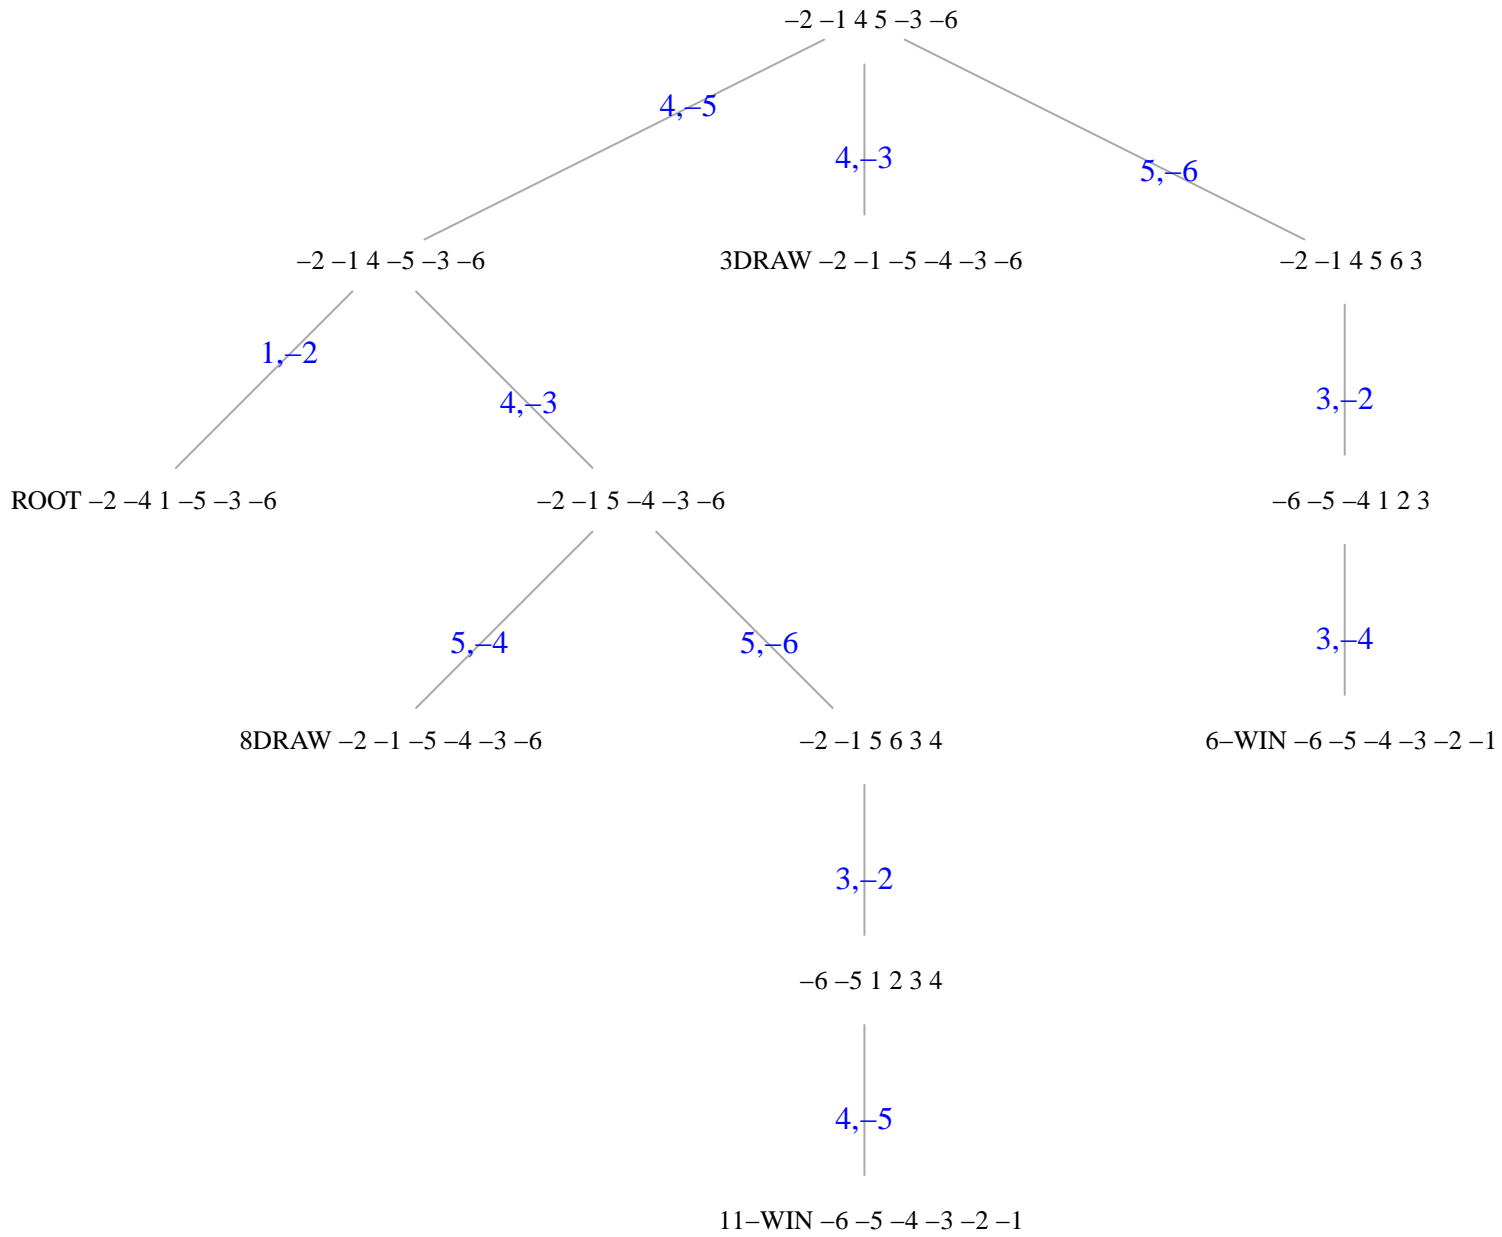 –2 –1 4 5 –3 –6
4,–5
4,–3
5,–6
–2 –1 4 –5 –3 –6
3DRAW –2 –1 –5 –4 –3 –6
–2 –1 4 5 6 3
1,–2
4,–3
3,–2
ROOT –2 –4 1 –5 –3 –6
–2 –1 5 –4 –3 –6
–6 –5 –4 1 2 3
5,–4
5,–6
3,–4
8DRAW –2 –1 –5 –4 –3 –6
–2 –1 5 6 3 4
6–WIN –6 –5 –4 –3 –2 –1
3,–2
–6 –5 1 2 3 4
4,–5
11–WIN –6 –5 –4 –3 –2 –1